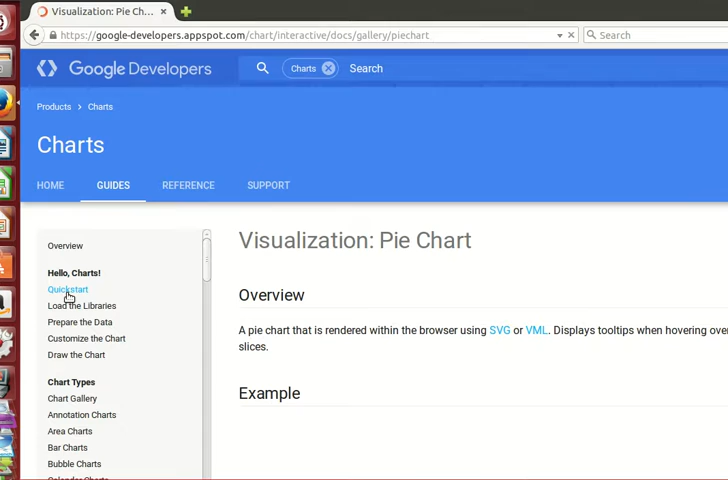 Visualization: Pie Ch...
https://google-developers.appspot.com/chart/interactive/docs/gallery/piechart
Search
Google Developers
Charts
Search
Products > Charts
Charts
HOME
GUIDES
REFERENCE
SUPPORT
Overview
Hello, Charts!
Quickstart
Load the Libraries
Prepare the Data
Customize the Chart
Draw the Chart
Chart Types
Chart Gallery
Annotation Charts
Area Charts
Bar Charts
Bubble Charts
Calendar Charts
Visualization: Pie Chart
Overview
A pie chart that is rendered within the browser using SVG or VML. Displays tooltips when hovering over
slices.
Example